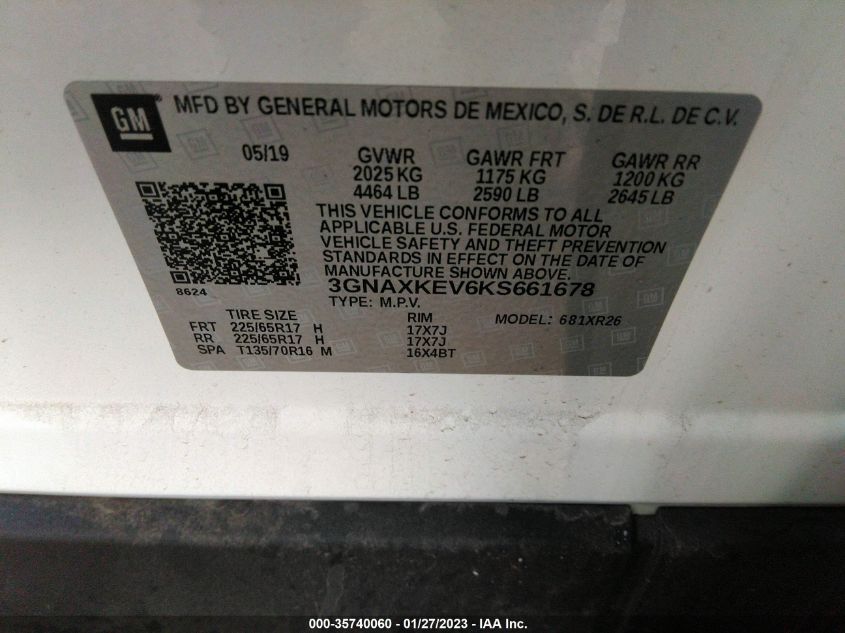 GM
MFD BY GENERAL MOTORS DE MEXICO, S. DE R.L. DE C.V.
05/19 GVWR GAWR FRT GAWR RR
2025 KG 1175 KG 1200 KG
4464 LB 2590 LB 2645 LB
THIS VEHICLE CONFORMS TO ALL
APPLICABLE U.S. FEDERAL MOTOR
VEHICLE SAFETY AND THEFT PREVENTION
STANDARDS IN EFFECT ON THE DATE OF
MANUFACTURE SHOWN ABOVE.
8624 3GNAXKEV6KS661678
TYPE: M.P.V. MODEL: 681XR26
TIRE SIZE RIM
FRT 225/65R17 H 17X7J
RR 225/65R17 H 17X7J
SPA T135/70R16 M 16X4BT
000-35740060 - 01/27/2023 - IAA Inc.